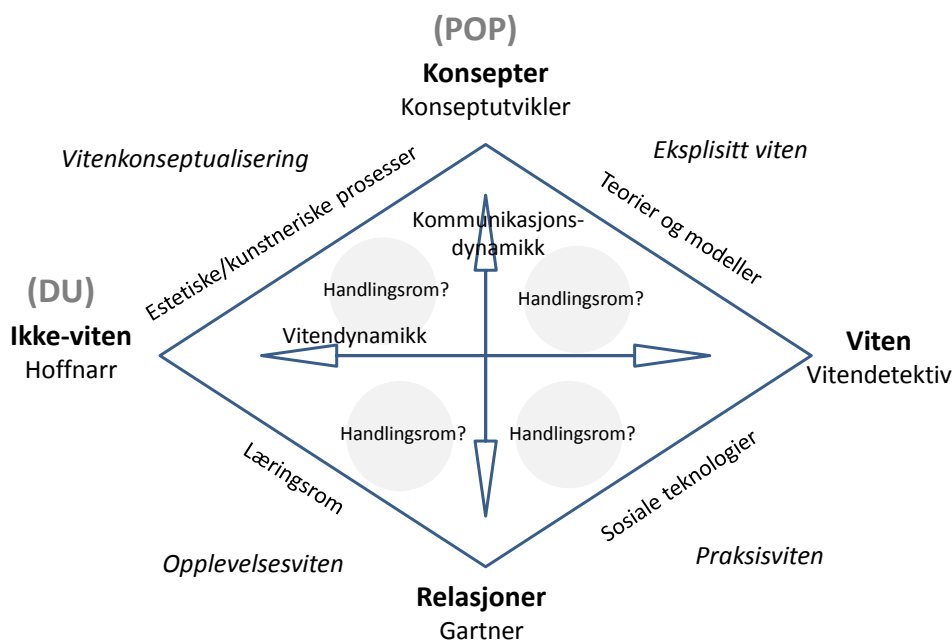 (POP)
Konsepter
Konseptutvikler
Vitenkonseptualisering
Eksplisitt viten
Estetiske/kunstneriske prosesser
Teorier og modeller
Kommunikasjons-
dynamikk
Handlingsrom?
Handlingsrom?
(DU)
Ikke-viten
Hoffnarr
Vitendynamikk
Viten
Vitendetektiv
Handlingsrom?
Handlingsrom?
Læringsrom
Sosiale teknologier
Opplevelsesviten
Praksisviten
Relasjoner
Gartner